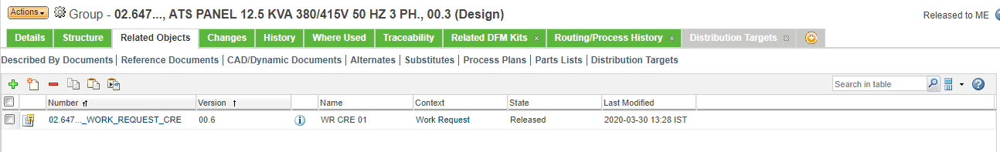 Actions Group - 02.647..., ATS PANEL 12.5 KVA 380/415V 50 HZ 3 PH., 00.3 (Design) Released to ME
Details Structure Related Objects Changes History Where Used Traceability Related DFM Kits x Routing/Process History x Distribution Targets x
Described By Documents | Reference Documents | CAD/Dynamic Documents | Alternates | Substitutes | Process Plans | Parts Lists | Distribution Targets
Search in table
Number Version Name Context State Last Modified
02.647..._WORK_REQUEST_CRE 00.6 WR CRE 01 Work Request Released 2020-03-30 13:28 IST